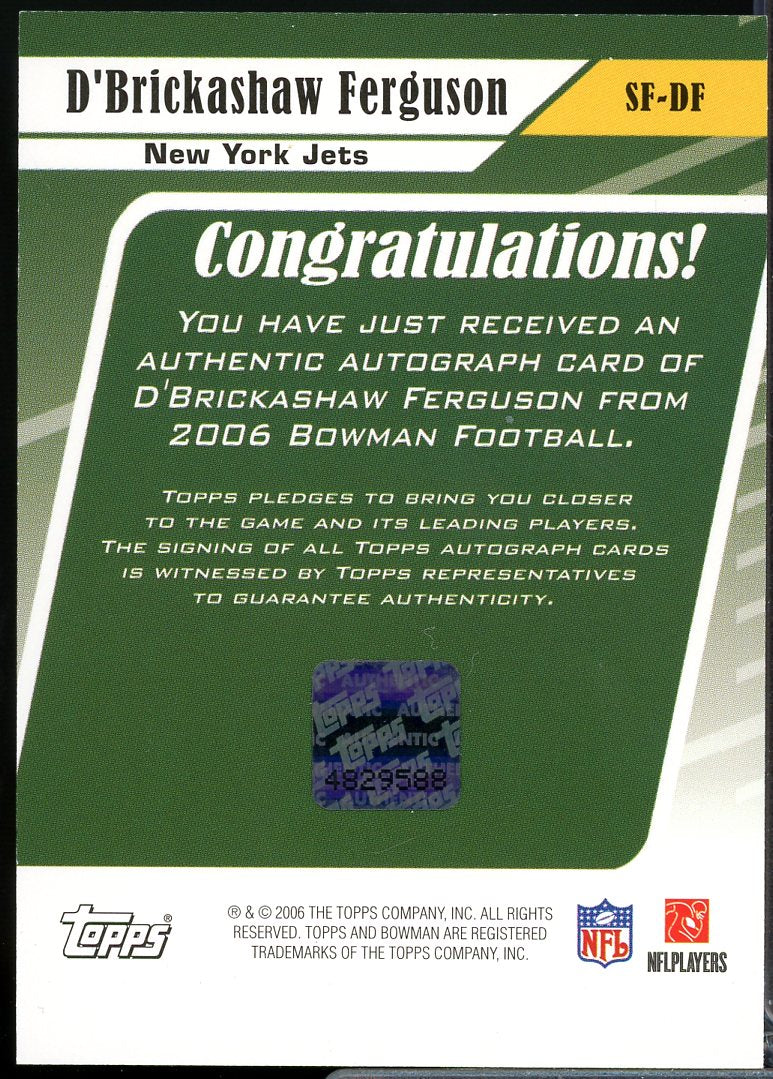 D'Brickashaw Ferguson
SF-DF
New York Jets
Congratulations!
YOU HAVE JUST RECEIVED AN
AUTHENTIC AUTOGRAPH CARD OF
D'BRICKASHAW FERGUSON FROM
2006 BOWMAN FOOTBALL.
TOPPS PLEDGES TO BRING YOU CLOSER
TO THE GAME AND ITS LEADING PLAYERS.
THE SIGNING OF ALL TOPPS AUTOGRAPH CARDS
IS WITNESSED BY TOPPS REPRESENTATIVES
TO GUARANTEE AUTHENTICITY.
Topps
Topps
4829588
Topps®
® & © 2006 THE TOPPS COMPANY, INC. ALL RIGHTS
RESERVED. TOPPS AND BOWMAN ARE REGISTERED
TRADEMARKS OF THE TOPPS COMPANY, INC.
NFL
NFLPLAYERS